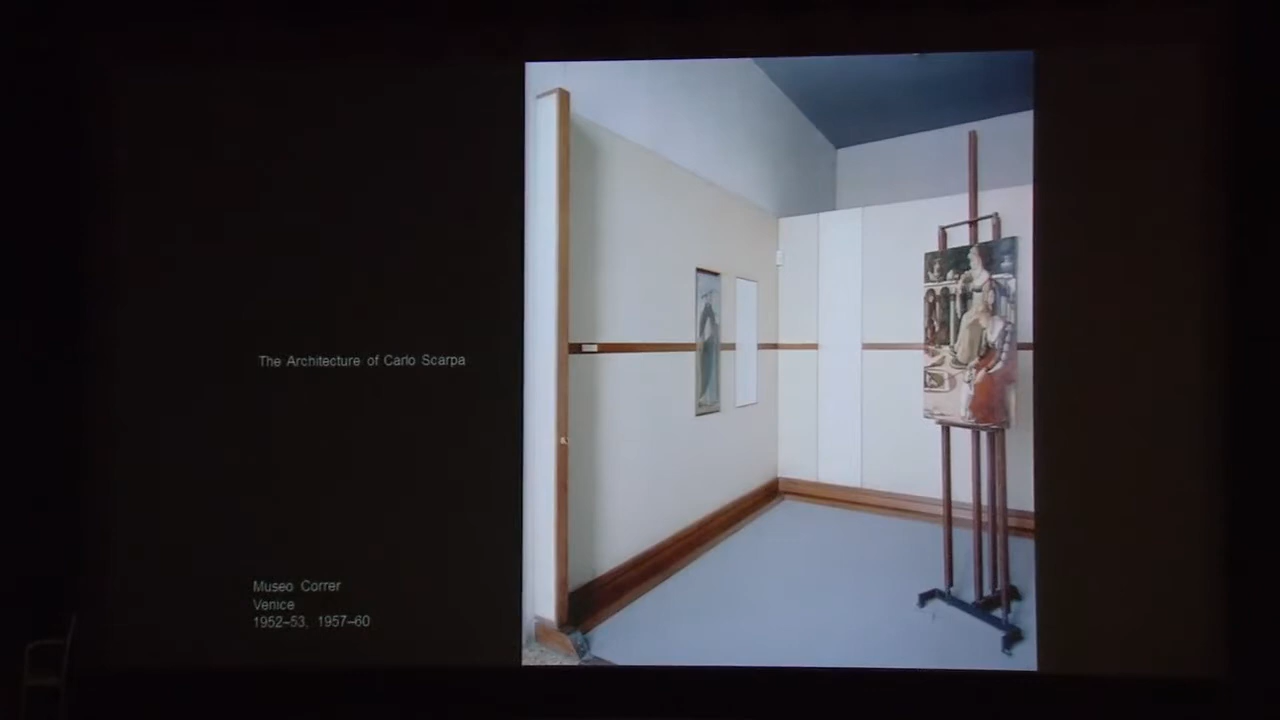 The Architecture of Carlo Scarpa
Museo Correr
Venice
1952–53, 1957–60